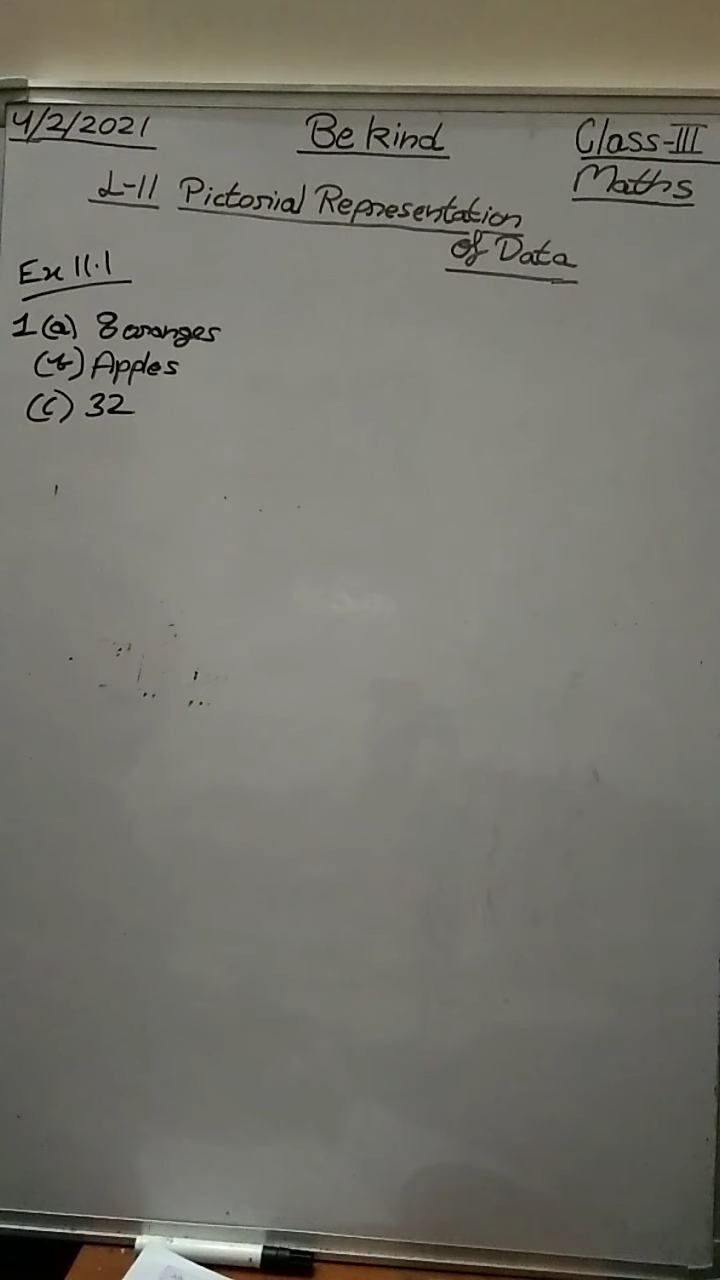 4/2/2021 Be kind Class-III
Maths
L-11 Pictorial Representation
of Data
Ex 11.1
1(a) 8 oranges
(b) Apples
(c) 32